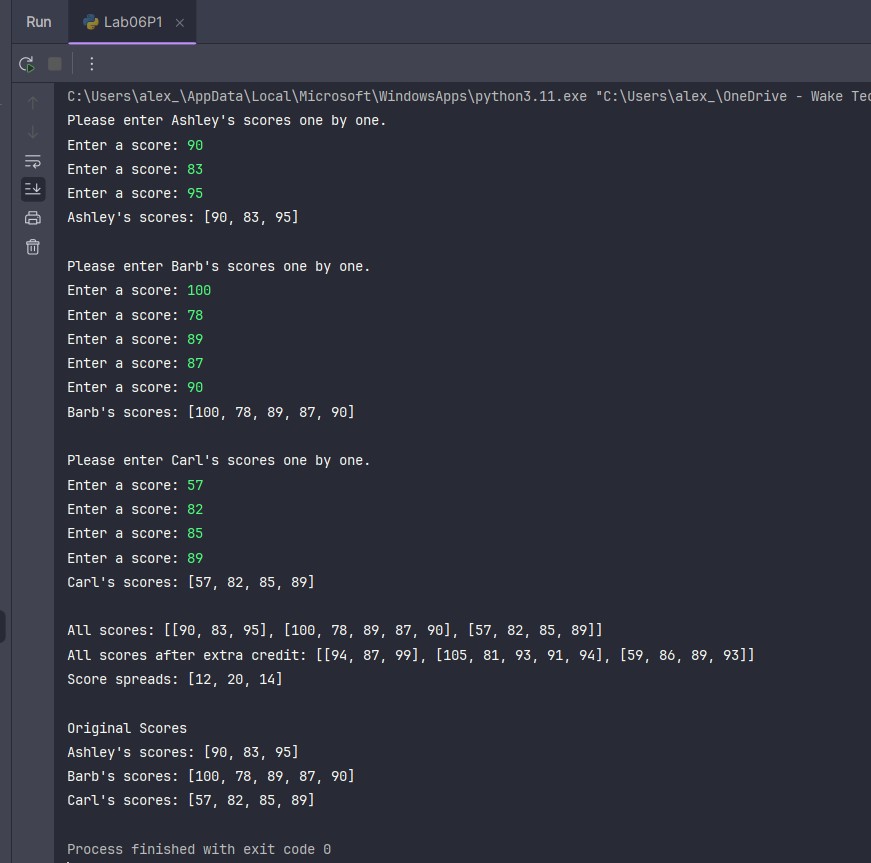 Run Lab06P1
C:\Users\alex_\AppData\Local\Microsoft\WindowsApps\python3.11.exe "C:\Users\alex_\OneDrive - Wake
Please enter Ashley's scores one by one.
Enter a score: 90
Enter a score: 83
Enter a score: 95
Ashley's scores: [90, 83, 95]
Please enter Barb's scores one by one.
Enter a score: 100
Enter a score: 78
Enter a score: 89
Enter a score: 87
Enter a score: 90
Barb's scores: [100, 78, 89, 87, 90]
Please enter Carl's scores one by one.
Enter a score: 57
Enter a score: 82
Enter a score: 85
Enter a score: 89
Carl's scores: [57, 82, 85, 89]
All scores: [[90, 83, 95], [100, 78, 89, 87, 90], [57, 82, 85, 89]]
All scores after extra credit: [[94, 87, 99], [105, 81, 93, 91, 94], [59, 86, 89, 93]]
Score spreads: [12, 20, 14]
Original Scores
Ashley's scores: [90, 83, 95]
Barb's scores: [100, 78, 89, 87, 90]
Carl's scores: [57, 82, 85, 89]
Process finished with exit code 0